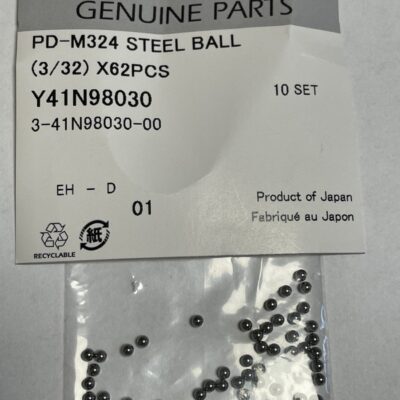 GENUINE PARTS
PD-M324 STEEL BALL
(3/32) X62PCS
Y41N98030
10 SET
3-41N98030-00
EH - D
01
Product of Japan
Fabriqué au Japon
紙
RECYCLABLE